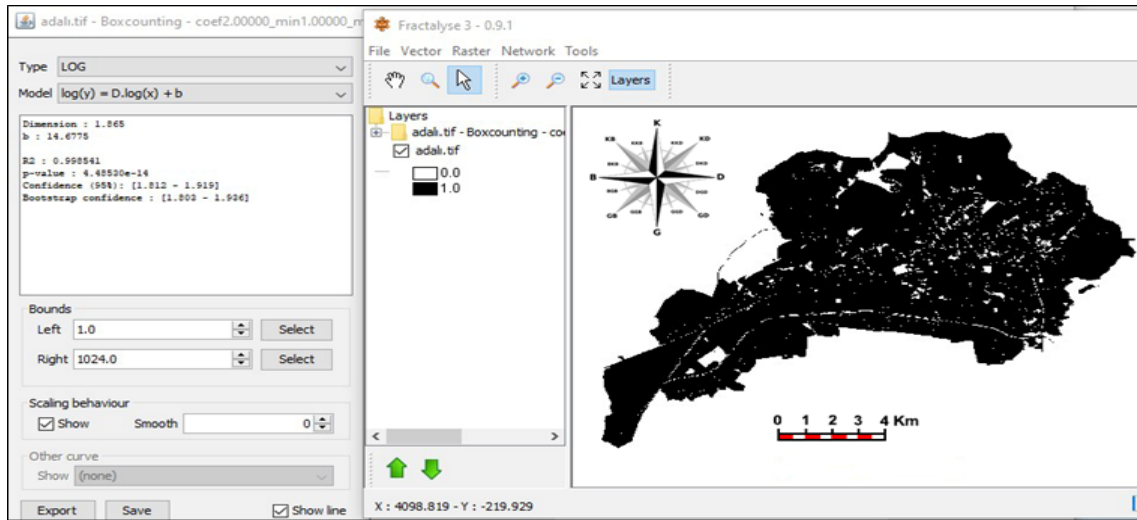 adalı.tif - Boxcounting - coef2.00000_min1.00000_m
Type LOG
Model log(y) = D.log(x) + b
Dimension : 1.865
b : 14.6775
R2 : 0.998541
p-value : 4.48530e-14
Confidence (95%): [1.812 - 1.919]
Bootstrap confidence : [1.803 - 1.936]
Bounds
Left 1.0 Select
Right 1024.0 Select
Scaling behaviour
Show Smooth 0
Other curve
Show (none)
Export Save Show line
Fractalyse 3 - 0.9.1
File Vector Raster Network Tools
Layers
Layers
adalı.tif - Boxcounting - co
adalı.tif
0.0
1.0
K
KB KD
B D
GB GD
G
0 1 2 3 4 Km
X : 4098.819 - Y : -219.929